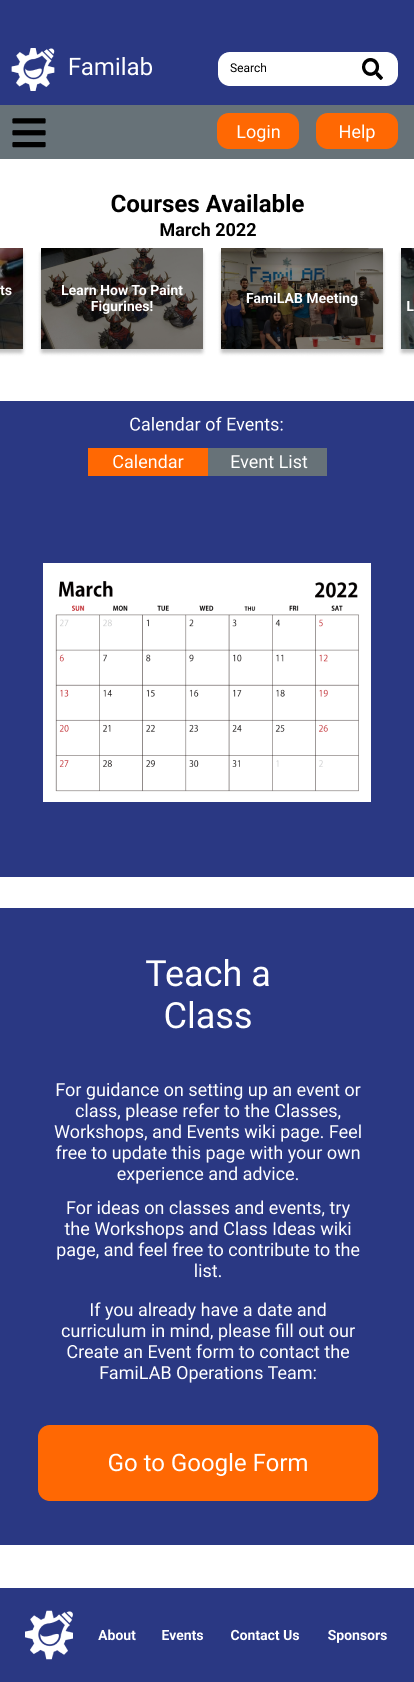 Familab
Search
Login
Help
Courses Available
March 2022
ts
Learn How To Paint
Figurines!
FamiLAB
FamiLAB Meeting
L
Calendar of Events:
Calendar
Event List
March
2022
SUN MON TUE WED THU FRI SAT
27 28 1 2 3 4 5
6 7 8 9 10 11 12
13 14 15 16 17 18 19
20 21 22 23 24 25 26
27 28 29 30 31 1 2
Teach a
Class
For guidance on setting up an event or
class, please refer to the Classes,
Workshops, and Events wiki page. Feel
free to update this page with your own
experience and advice.
For ideas on classes and events, try
the Workshops and Class Ideas wiki
page, and feel free to contribute to the
list.
If you already have a date and
curriculum in mind, please fill out our
Create an Event form to contact the
FamiLAB Operations Team:
Go to Google Form
About
Events
Contact Us
Sponsors